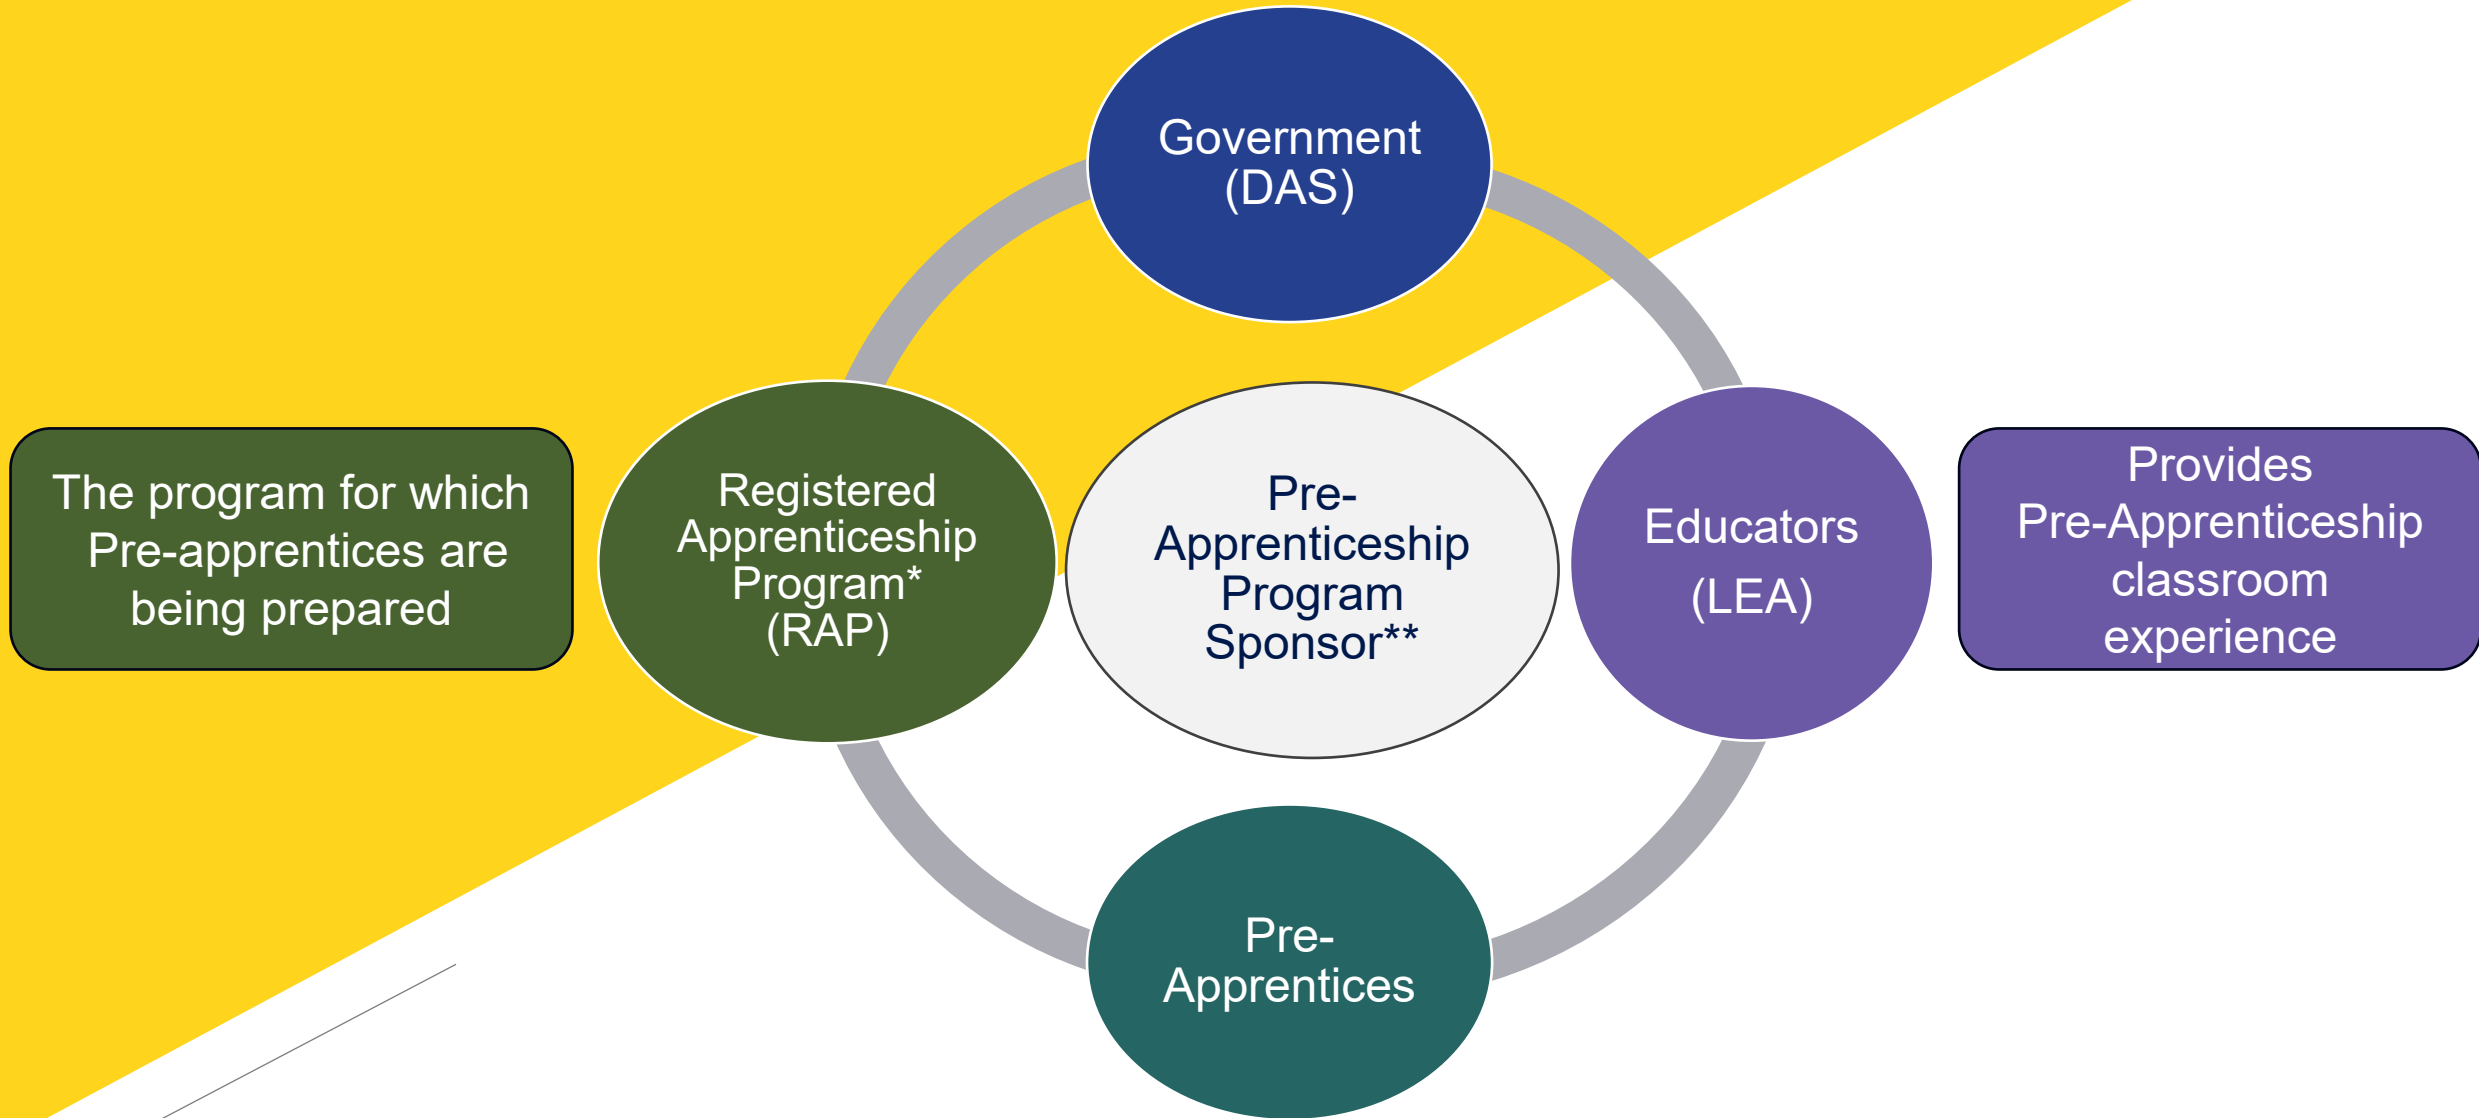 Government
(DAS)
The program for which
Pre-apprentices are
being prepared
Registered
Apprenticeship
Program*
(RAP)
Pre-
Apprenticeship
Program
Sponsor**
Educators
(LEA)
Provides
Pre-Apprenticeship
classroom
experience
Pre-
Apprentices